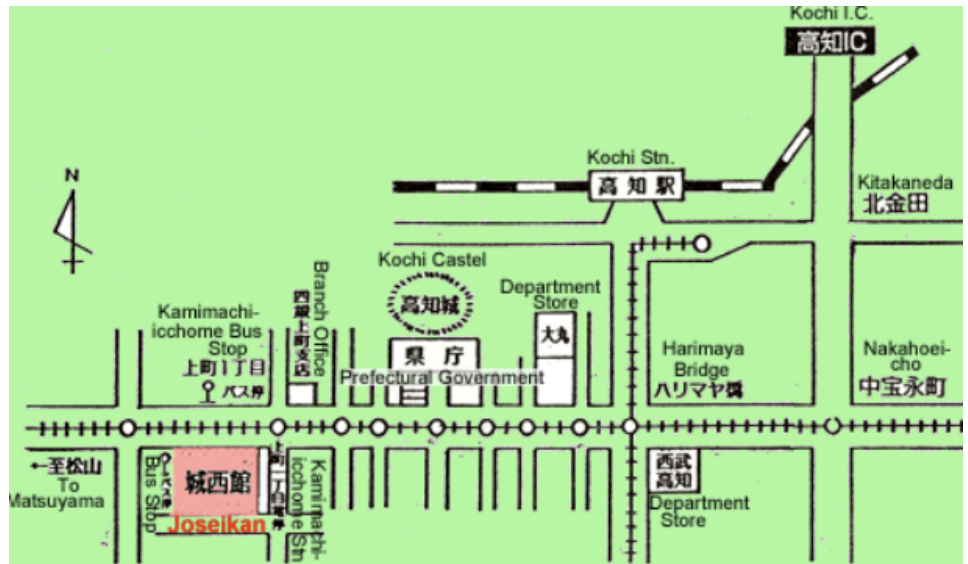 Kochi I.C.
高知IC
Kochi Stn.
高知駅
Kitakaneda
北金田
N
Kochi Castel
高知城
Branch Office
四銀上町支店
Department
Store
大丸
Kamimachi-
icchome Bus
Stop
上町1丁目
バス停
県庁
Prefectural Government
Harimaya
Bridge
ハリマヤ橋
Nakahoei-
cho
中宝永町
←至松山
To
Matsuyama
バス停
Bus Stop
城西館
Joseikan
上町一丁目電停
Kamimachi-
icchome Stn
西武
高知
Department
Store